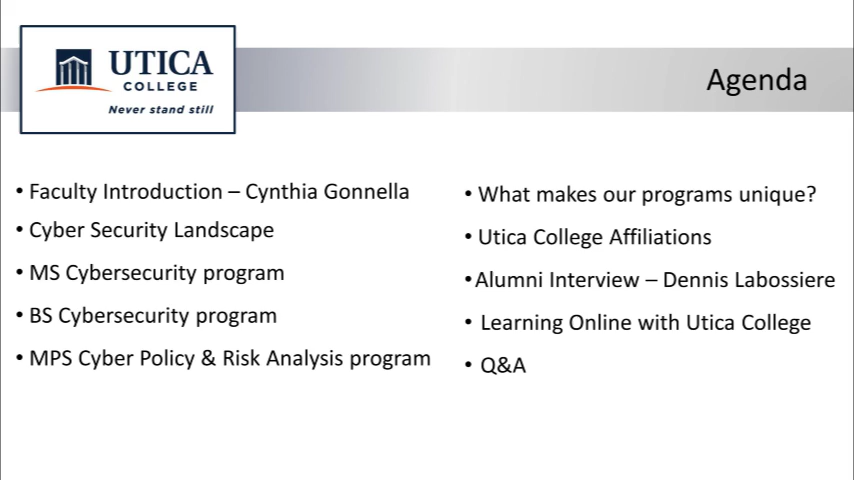 UTICA
COLLEGE
Never stand still
Agenda
• Faculty Introduction – Cynthia Gonnella
• Cyber Security Landscape
• MS Cybersecurity program
• BS Cybersecurity program
• MPS Cyber Policy & Risk Analysis program
• What makes our programs unique?
• Utica College Affiliations
• Alumni Interview – Dennis Labossiere
• Learning Online with Utica College
• Q&A